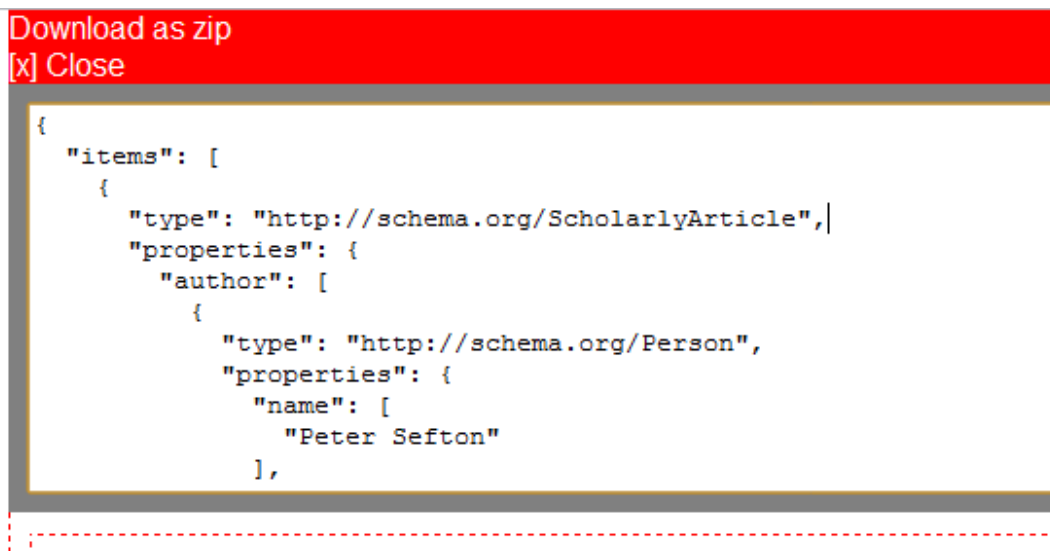 Download as zip
[x] Close
{
  "items": [
    {
      "type": "http://schema.org/ScholarlyArticle",
      "properties": {
        "author": [
          {
            "type": "http://schema.org/Person",
            "properties": {
              "name": [
                "Peter Sefton"
              ],